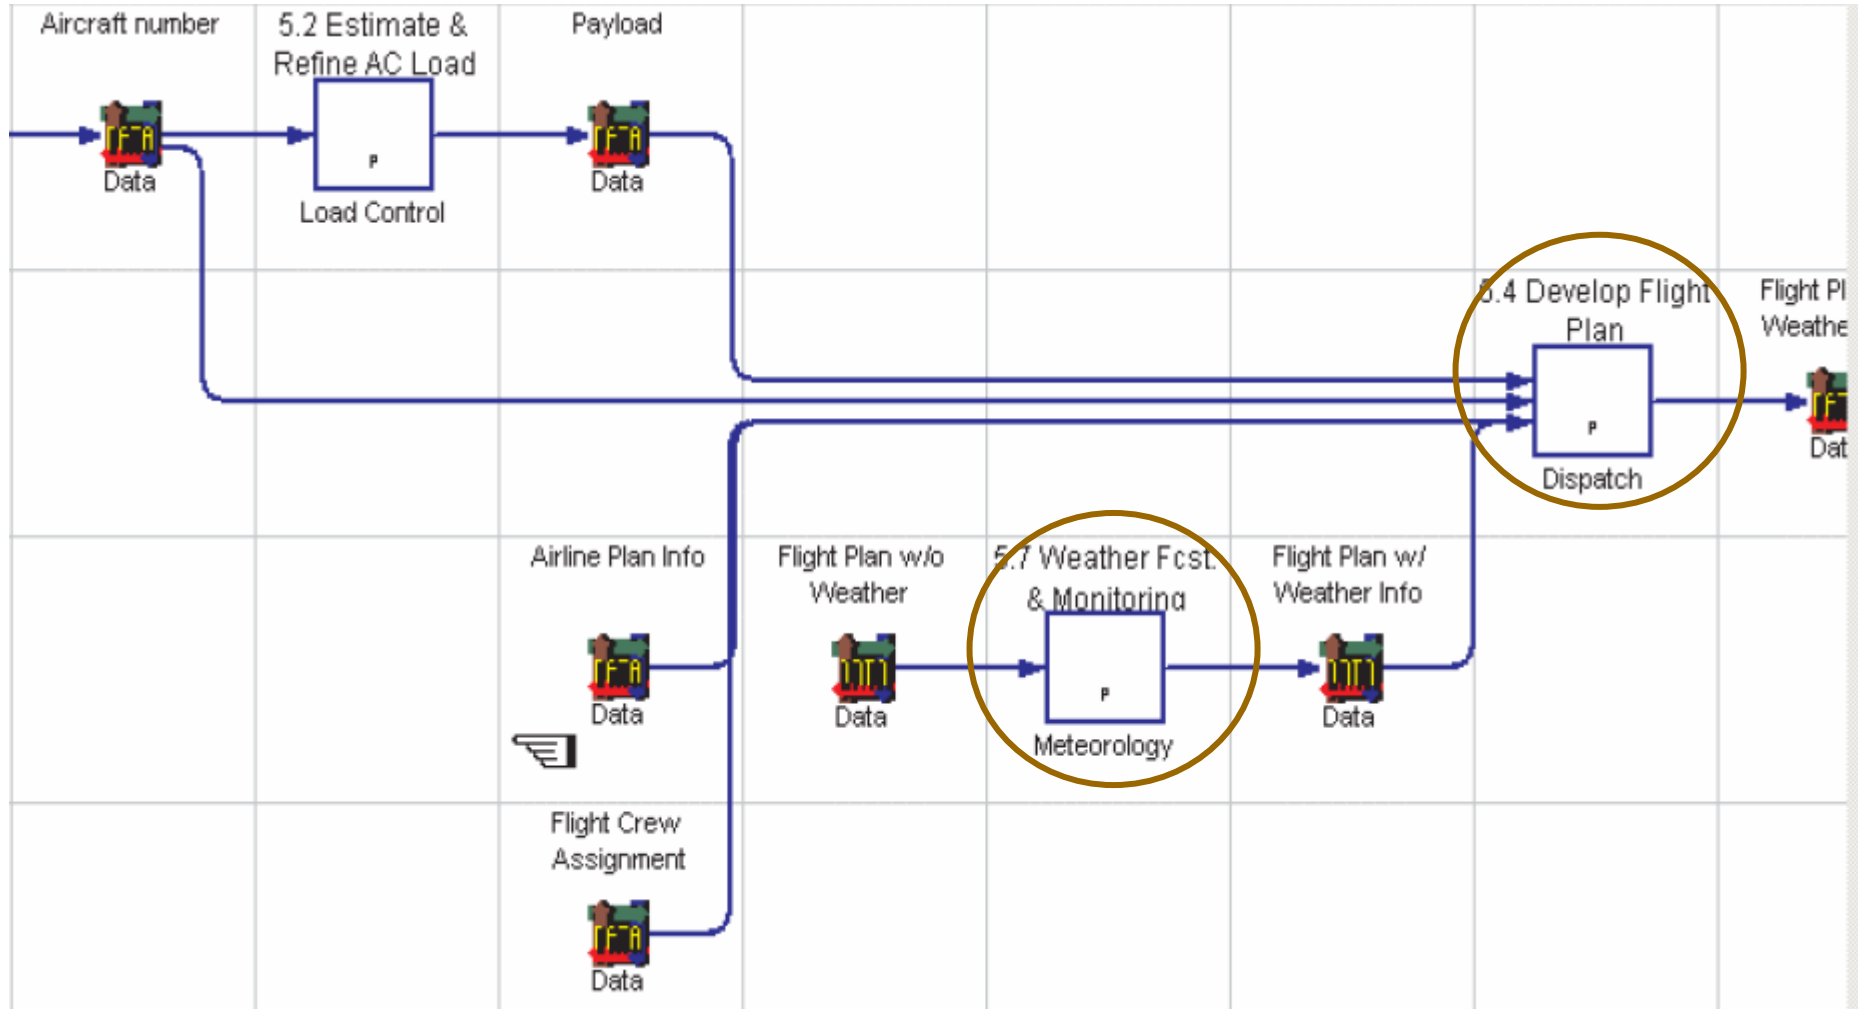 Aircraft number
5.2 Estimate &
Refine AC Load
Payload
P
Data
Data
Load Control
5.4 Develop Flight
Plan
Flight Pl
Weathe
P
Dat
Dispatch
Airline Plan Info
Flight Plan w/o
Weather
5.7 Weather Fcst.
& Monitoring
Flight Plan w/
Weather Info
P
Data
Data
Data
Meteorology
Flight Crew
Assignment
Data